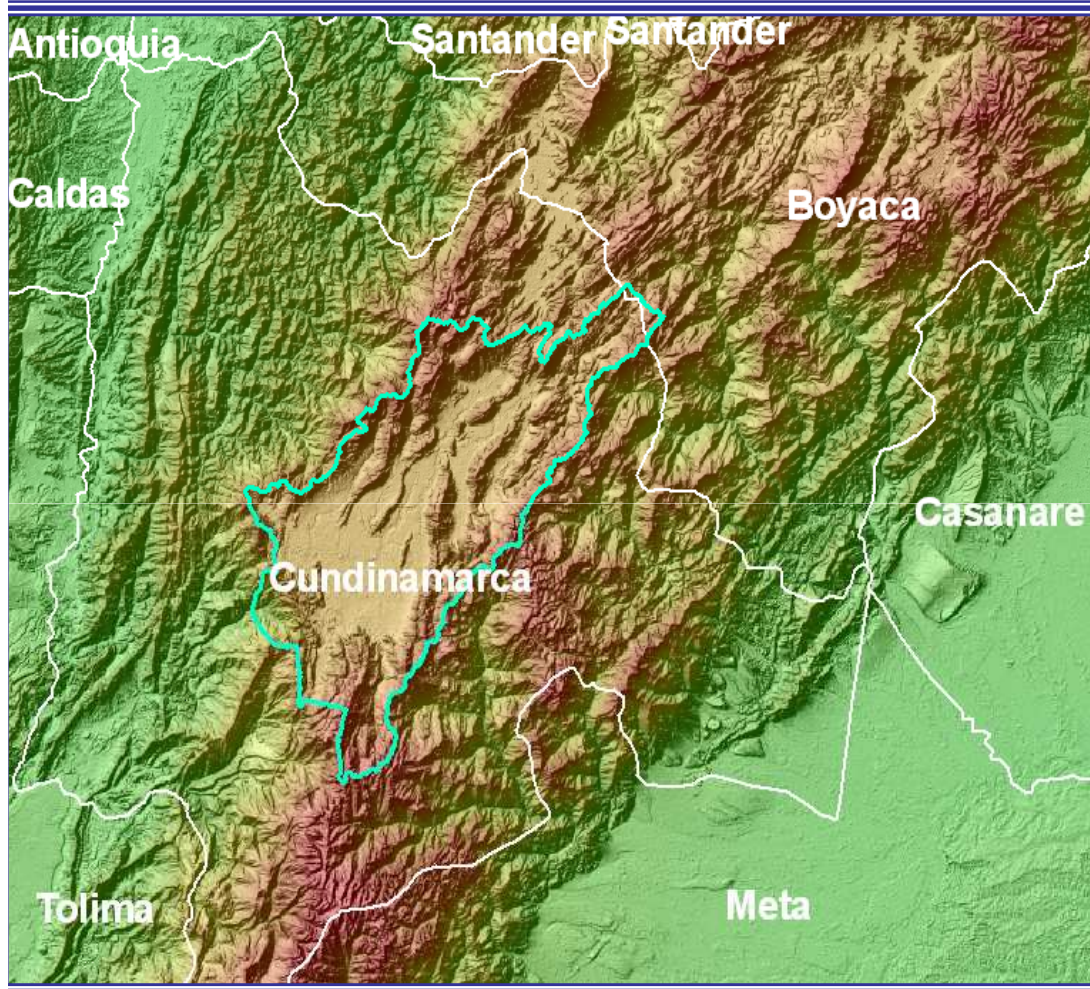 Antioquia
Santander
Santander
Caldas
Boyaca
Casanare
Cundinamarca
Tolima
Meta